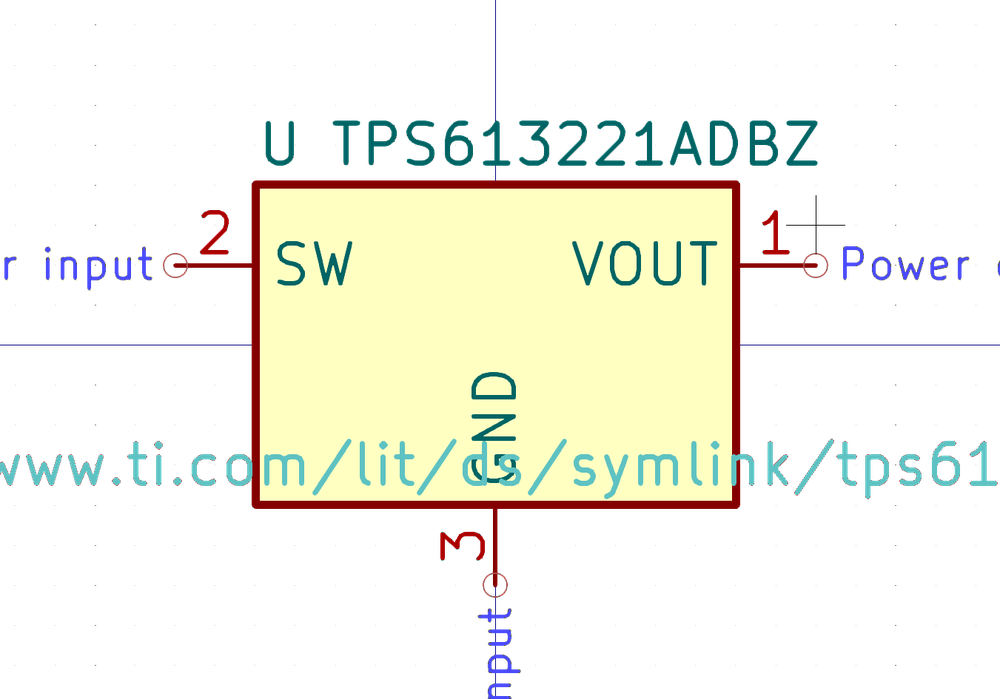 U TPS613221ADBZ
2
1
r input
SW
VOUT
Power
GND
www.ti.com/lit/ds/symlink/tps61
3
nput